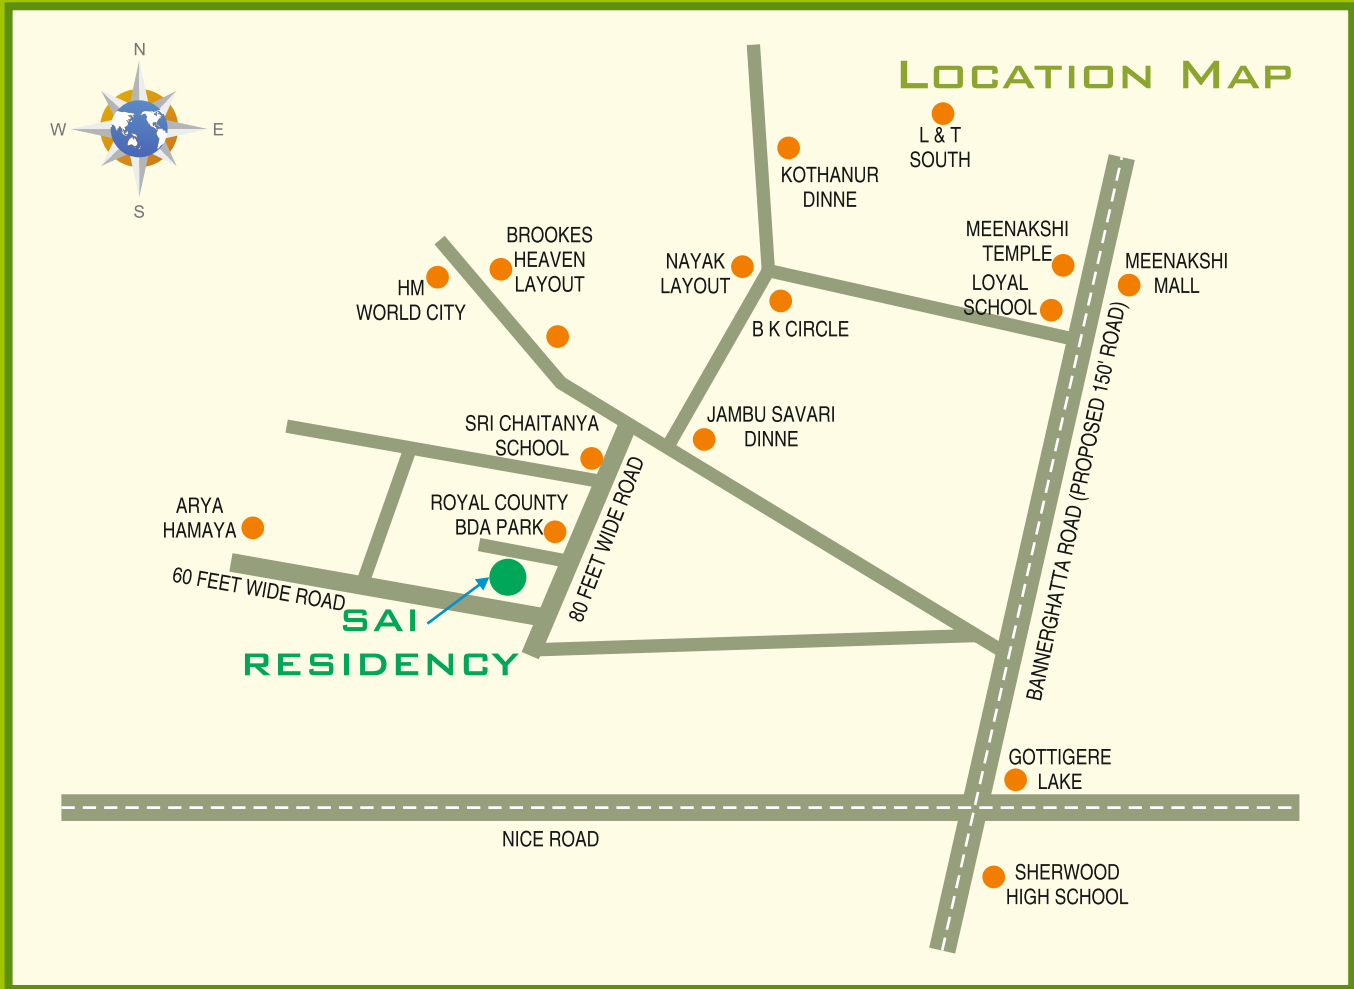 N
W
E
S
LOCATION MAP
L & T
SOUTH
KOTHANUR
DINNE
MEENAKSHI
TEMPLE
MEENAKSHI
MALL
LOYAL
SCHOOL
BROOKES
HEAVEN
LAYOUT
HM
WORLD CITY
NAYAK
LAYOUT
B K CIRCLE
JAMBU SAVARI
DINNE
SRI CHAITANYA
SCHOOL
ROYAL COUNTY
BDA PARK
ARYA
HAMAYA
60 FEET WIDE ROAD
80 FEET WIDE ROAD
BANNERGHATTA ROAD (PROPOSED 150' ROAD)
SAI
RESIDENCY
GOTTIGERE
LAKE
NICE ROAD
SHERWOOD
HIGH SCHOOL